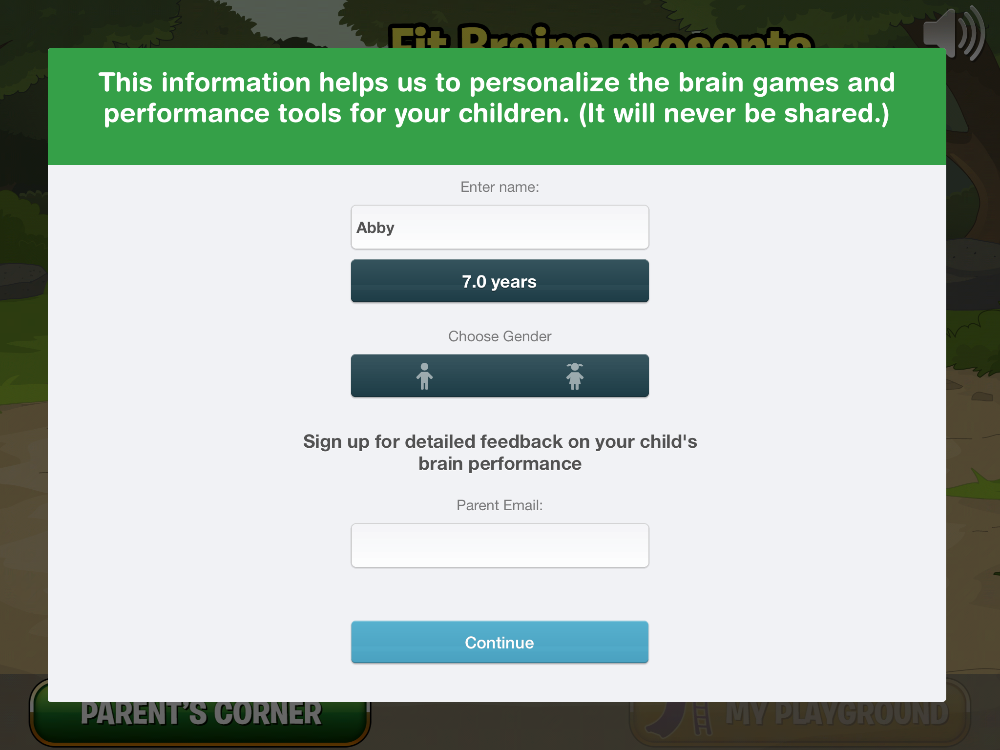 Fit Brains presents
This information helps us to personalize the brain games and
performance tools for your children. (It will never be shared.)
Enter name:
Abby
7.0 years
Choose Gender
Sign up for detailed feedback on your child's
brain performance
Parent Email:
Continue
PARENT'S CORNER
MY PLAYGROUND